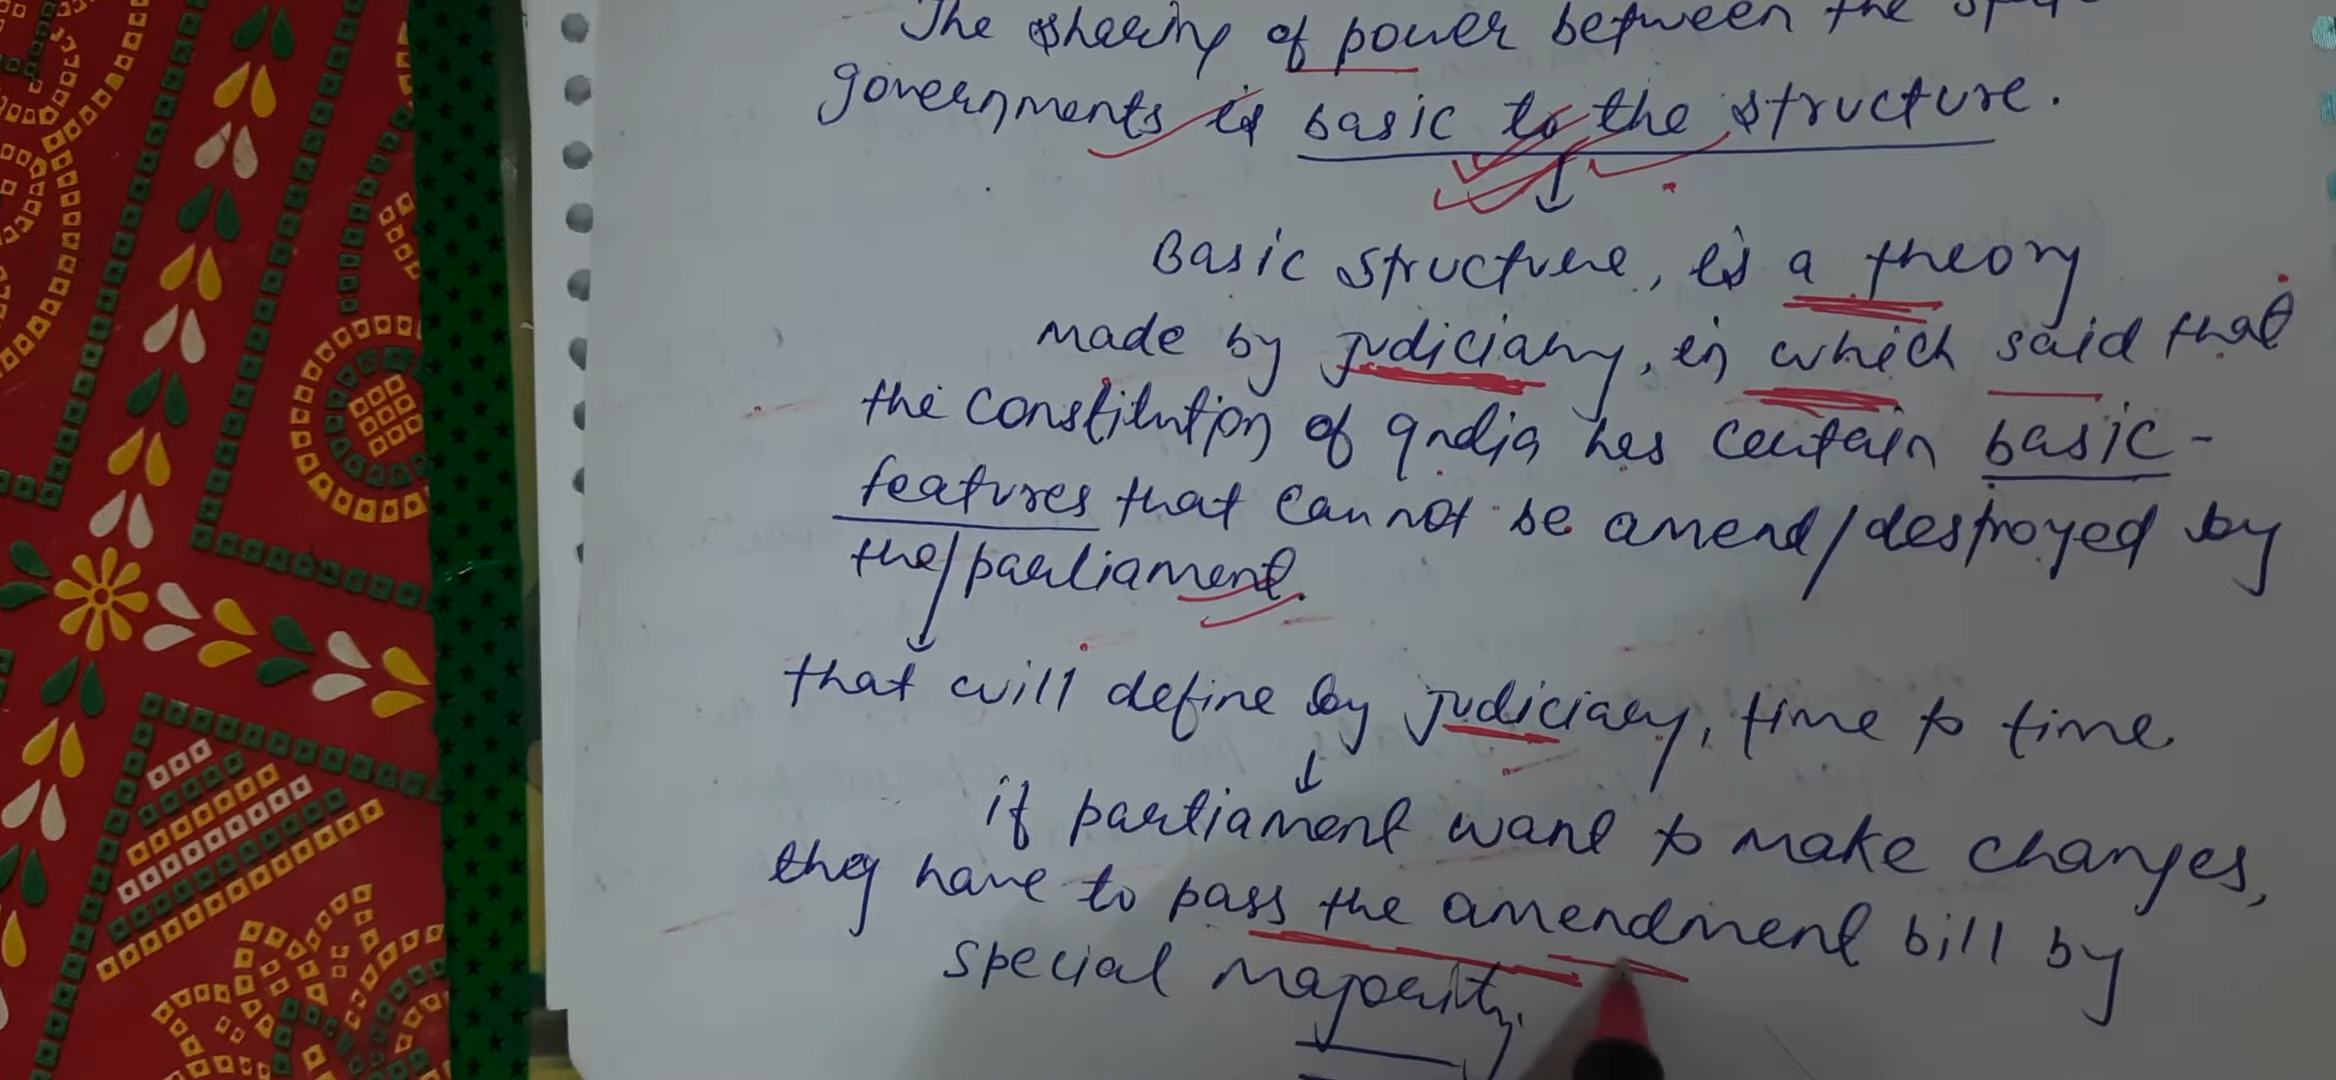 The sharing of power between the
governments is basic to the structure.
Basic structure, is a theory
made by judiciary, in which said that
the constitution of India has certain basic-
features that cannot be amend/destroyed by
the parliament.
that will define by judiciary, time to time
if parliament want to make changes,
they have to pass the amendment bill by
special majority.